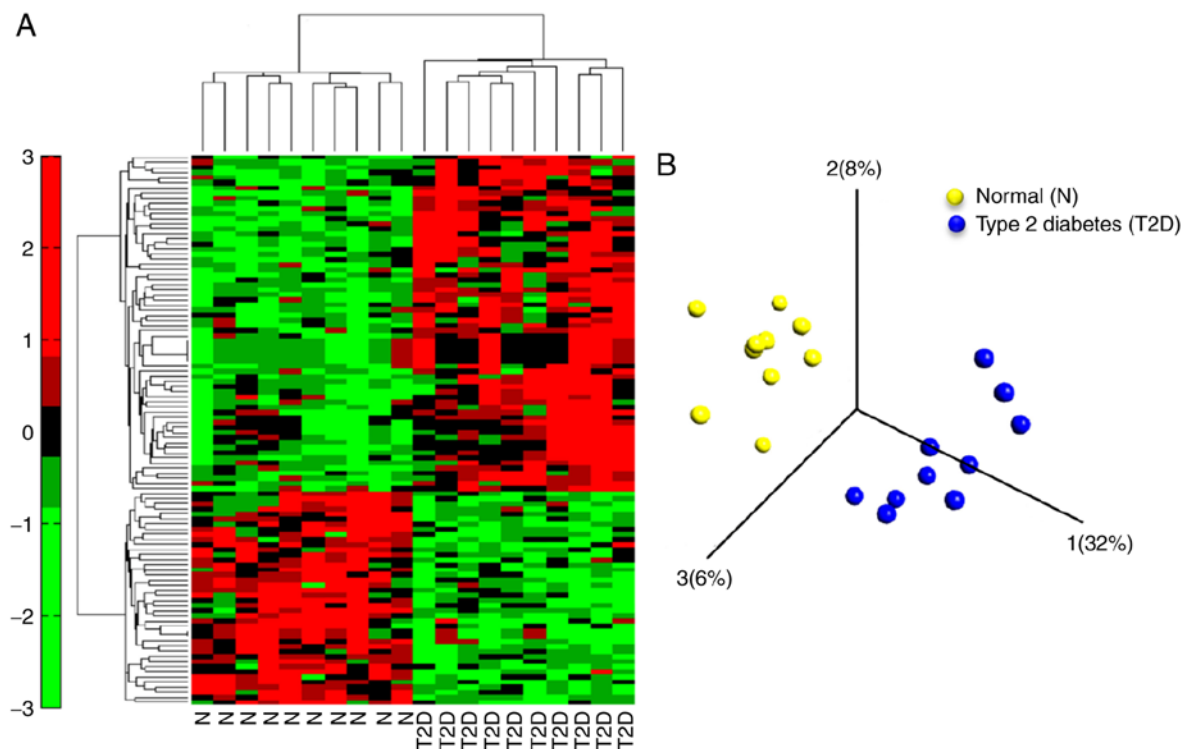 A
3
2
1
0
−1
−2
−3
N N N N N N N N N N T2D T2D T2D T2D T2D T2D T2D T2D T2D T2D
B
2(8%)
Normal (N)
Type 2 diabetes (T2D)
1(32%)
3(6%)